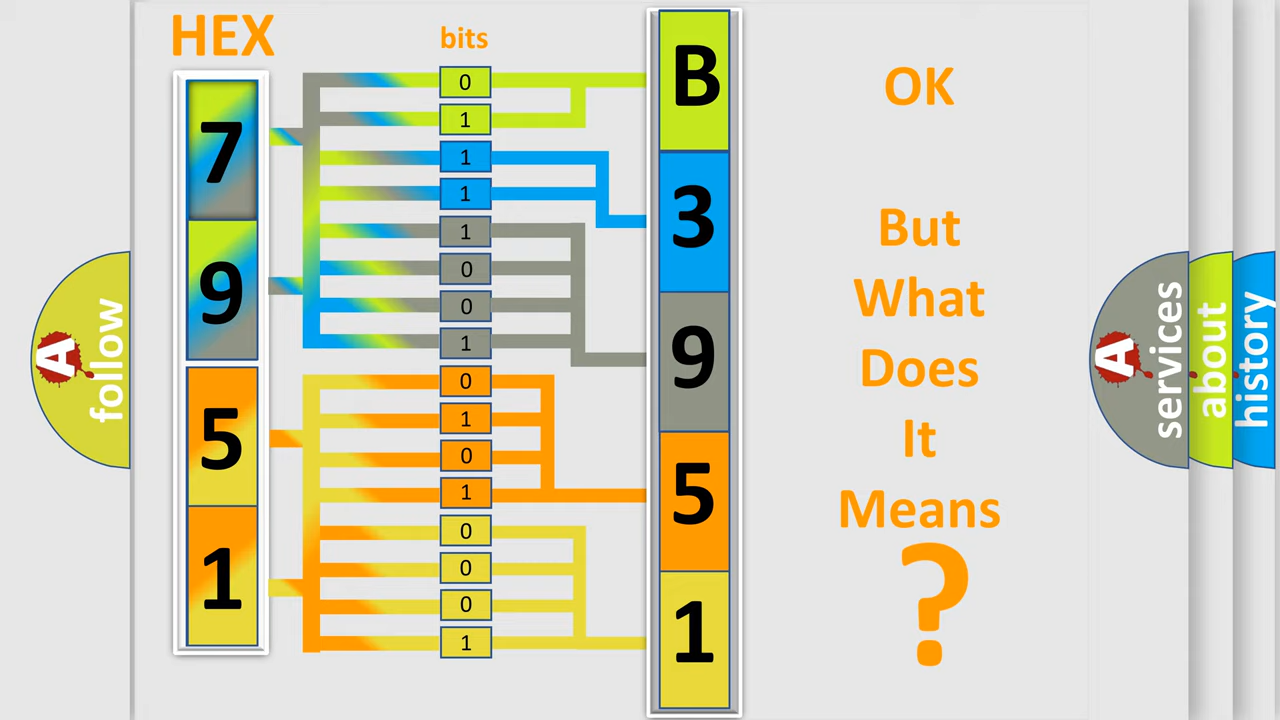 HEX
bits
7
9
5
1
0
1
1
1
1
0
0
1
0
1
0
1
0
0
0
1
B
3
9
5
1
OK
But
What
Does
It
Means
?
A
follow
A
services
about
history